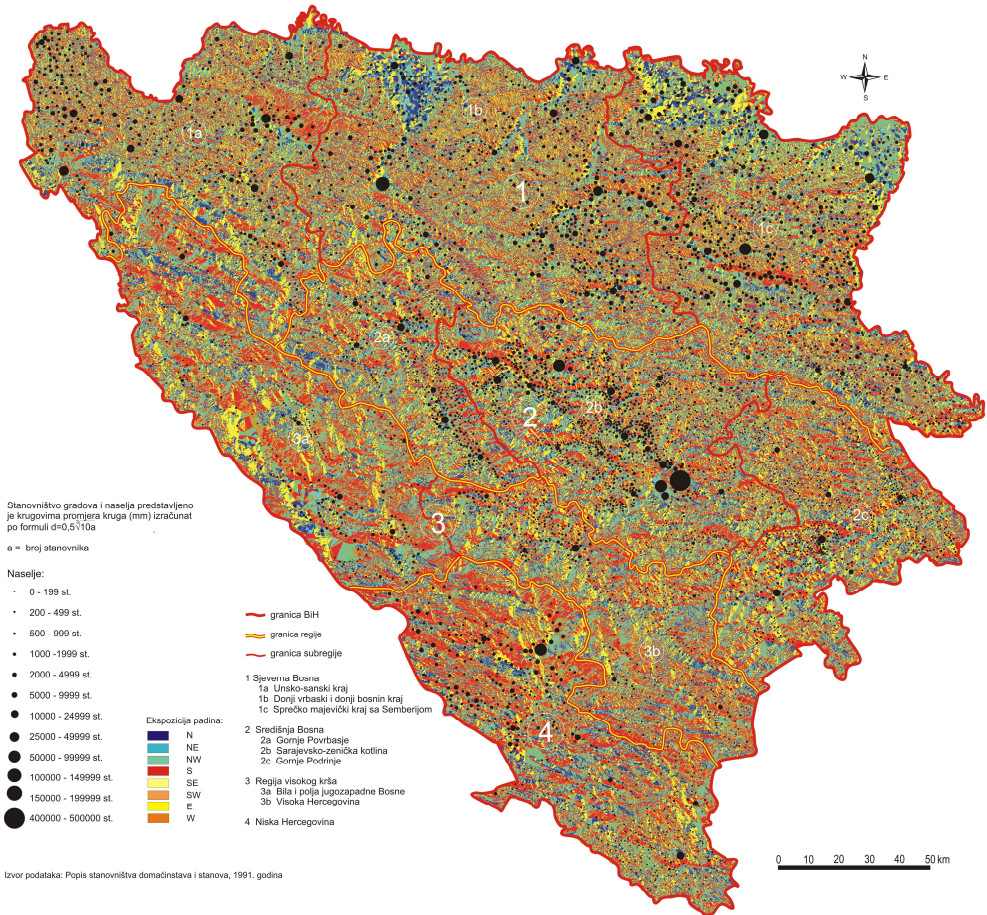 N
W E
S
1a
1b
1
1c
2a
2
2b
3a
3
2c
3b
4
Stanovništvo gradova i naselja predstavljeno
je krugovima promjera kruga (mm) izračunat
po formuli d=0,5∛10a
a = broj stanovnika
Naselje:
0 - 199 st.
200 - 499 st.
500 - 999 st.
1000 -1999 st.
2000 - 4999 st.
5000 - 9999 st.
10000 - 24999 st.
25000 - 49999 st.
50000 - 99999 st.
100000 - 149999 st.
150000 - 199999 st.
400000 - 500000 st.
Ekspozicija padina:
N
NE
NW
S
SE
SW
E
W
granica BiH
granica regije
granica subregije
1 Sjeverna Bosna
1a Unsko-sanski kraj
1b Donji vrbaski i donji bosnin kraj
1c Sprečko majevički kraj sa Semberijom
2 Središnja Bosna
2a Gornje Povrbasje
2b Sarajevsko-zenička kotlina
2c Gornje Podrinje
3 Regija visokog krša
3a Bila i polja jugozapadne Bosne
3b Visoka Hercegovina
4 Niska Hercegovina
0 10 20 30 40 50 km
Izvor podataka: Popis stanovništva domaćinstava i stanova, 1991. godina